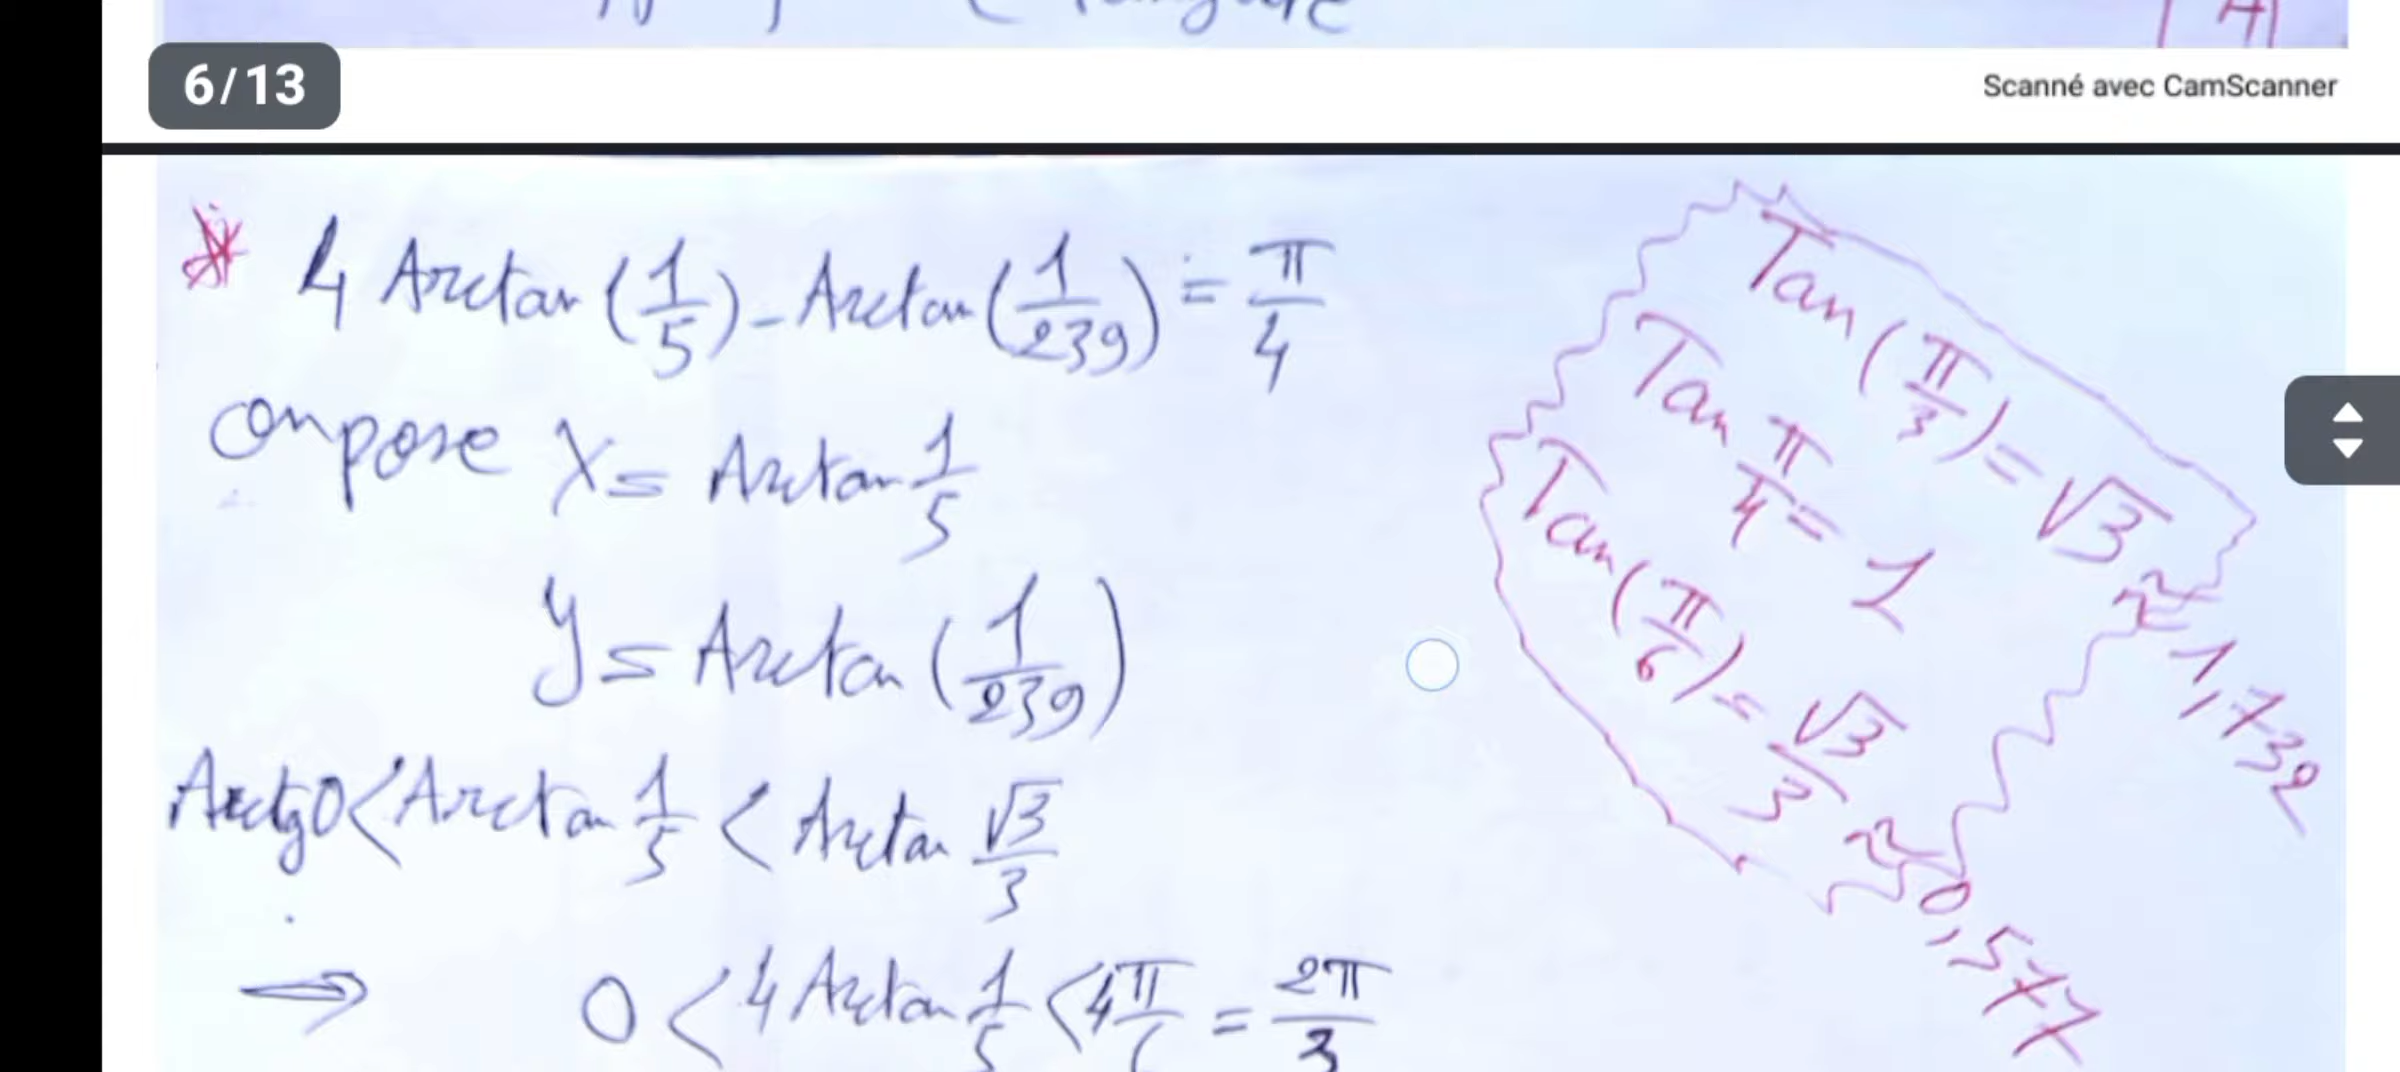 6/13
Scanné avec CamScanner
* 4 Arctan (1/5) - Arctan (1/239) = π/4
on pose X = Arctan 1/5
y = Arctan (1/239)
Arctg 0 < Arctan 1/5 < Arctan √3/3
⇒ 0 < 4 Arctan 1/5 < 4π/6 = 2π/3
Tan (π/3) = √3 ≈ 1,732
Tan π/4 = 1
Tan (π/6) = √3/3 ≈ 0,577